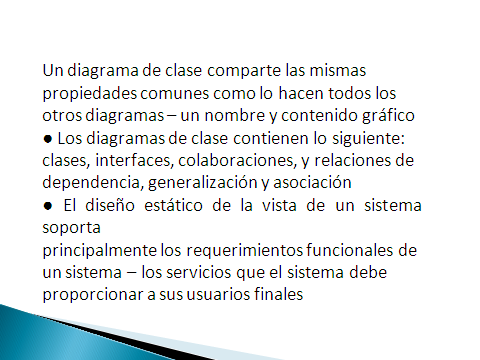 Un diagrama de clase comparte las mismas
propiedades comunes como lo hacen todos los
otros diagramas – un nombre y contenido gráfico
● Los diagramas de clase contienen lo siguiente:
clases, interfaces, colaboraciones, y relaciones de
dependencia, generalización y asociación
● El diseño estático de la vista de un sistema
soporta
principalmente los requerimientos funcionales de
un sistema – los servicios que el sistema debe
proporcionar a sus usuarios finales